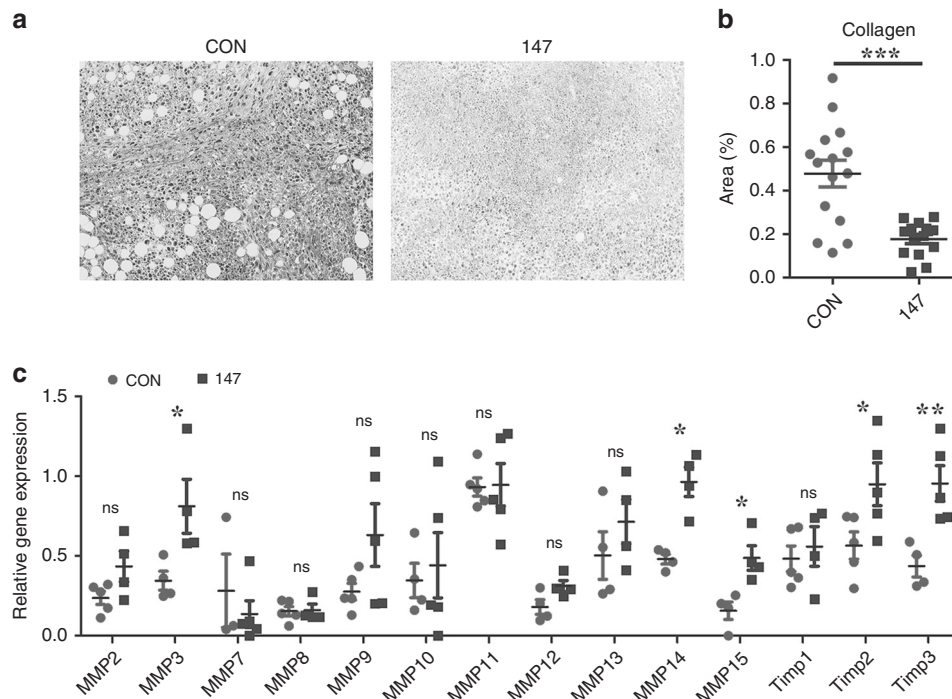 a
CON
147
b
Collagen
***
1.0
0.8
0.6
0.4
0.2
0.0
Area (%)
CON
147
c
CON
147
Relative gene expression
1.5
1.0
0.5
0.0
ns
*
ns
ns
ns
ns
ns
ns
ns
*
*
ns
*
**
MMP2
MMP3
MMP7
MMP8
MMP9
MMP10
MMP11
MMP12
MMP13
MMP14
MMP15
Timp1
Timp2
Timp3